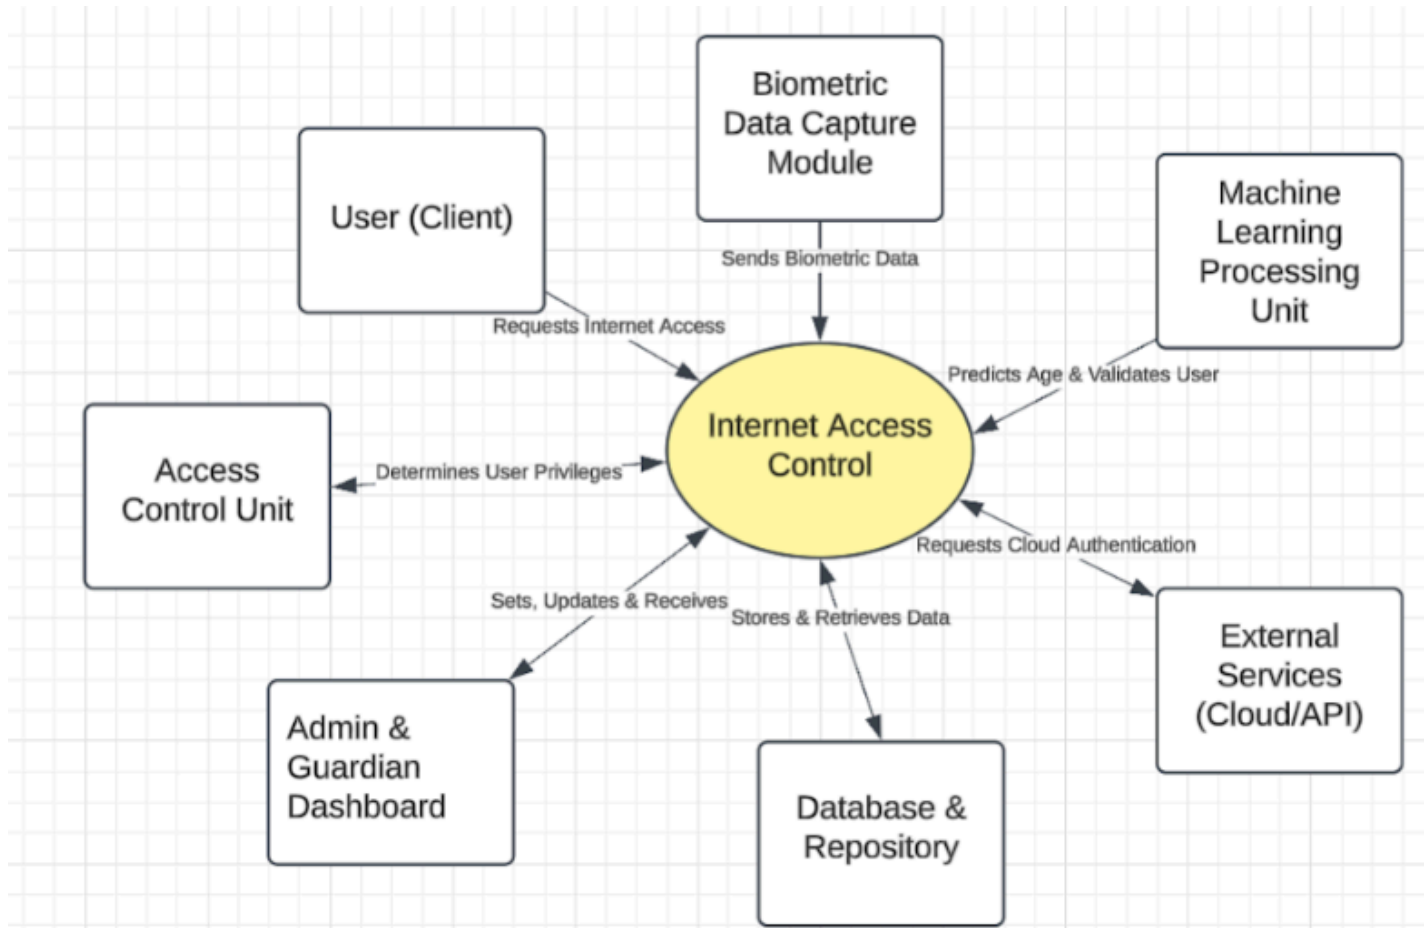 Biometric
Data Capture
Module
User (Client)
Machine
Learning
Processing
Unit
Sends Biometric Data
Requests Internet Access
Predicts Age & Validates User
Internet Access
Control
Access
Control Unit
Determines User Privileges
Requests Cloud Authentication
Sets, Updates & Receives
Stores & Retrieves Data
External
Services
(Cloud/API)
Admin &
Guardian
Dashboard
Database &
Repository